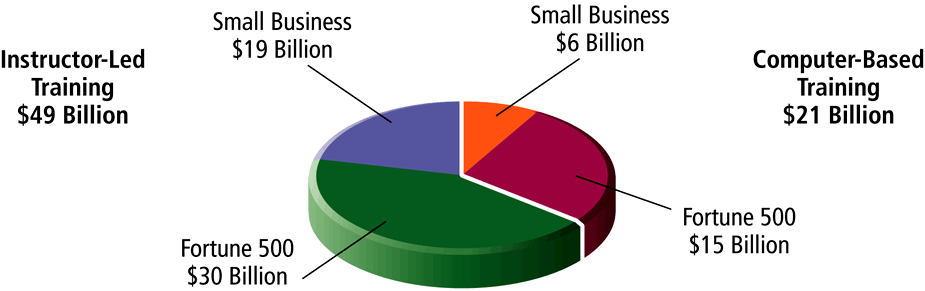 Instructor-Led
Training
$49 Billion
Small Business
$19 Billion
Small Business
$6 Billion
Computer-Based
Training
$21 Billion
Fortune 500
$30 Billion
Fortune 500
$15 Billion